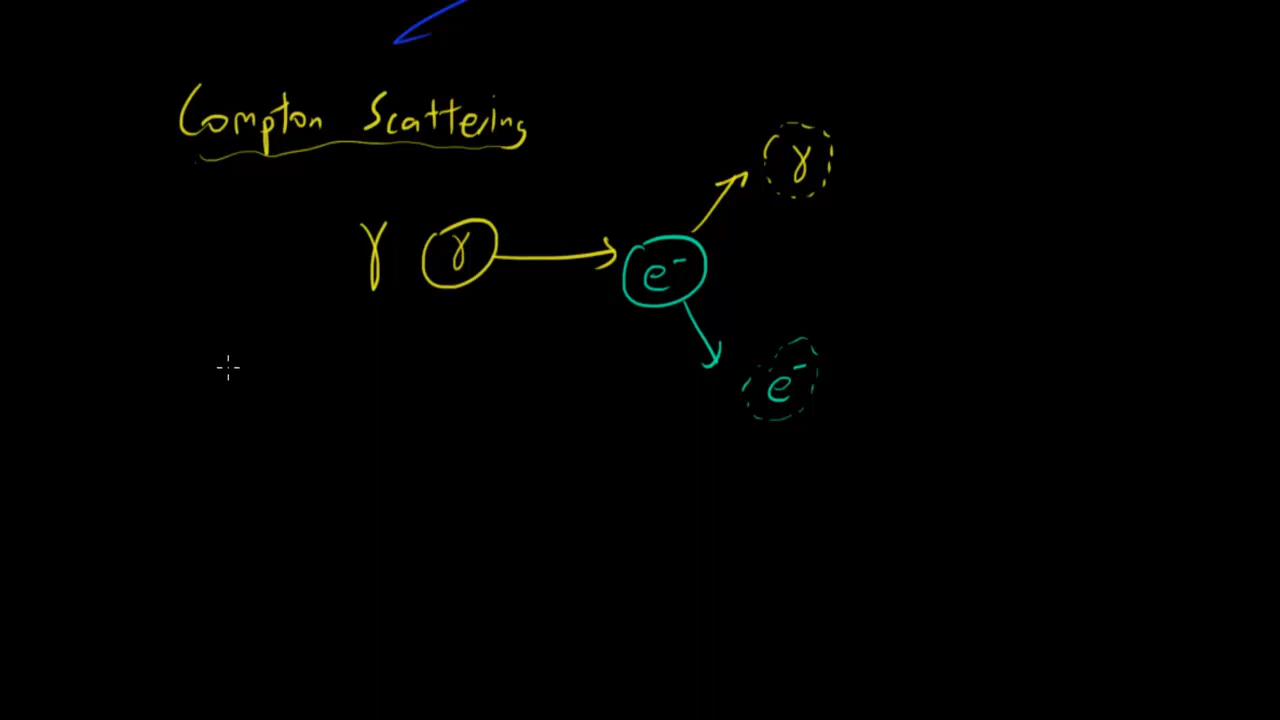 Compton Scattering
γ
γ γ e⁻
e⁻